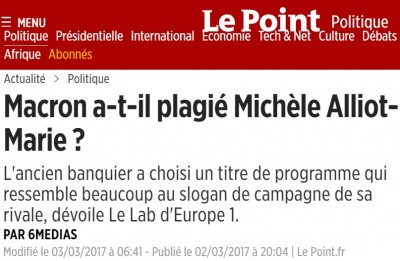 ≡ MENU Le Point Politique
Politique Présidentielle International Economie Tech & Net Culture Débats
Afrique Abonnés
Actualité > Politique
Macron a-t-il plagié Michèle Alliot-
Marie ?
L'ancien banquier a choisi un titre de programme qui
ressemble beaucoup au slogan de campagne de sa
rivale, dévoile Le Lab d'Europe 1.
PAR 6MEDIAS
Modifié le 03/03/2017 à 06:41 - Publié le 02/03/2017 à 20:04 | Le Point.fr